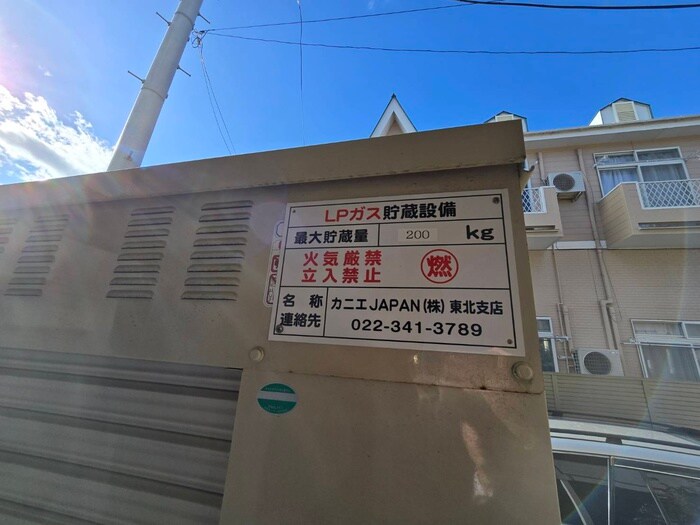 LPガス貯蔵設備
最大貯蔵量 200 kg
火気厳禁
立入禁止
燃
名称 カニエJAPAN(株)東北支店
連絡先 022-341-3789